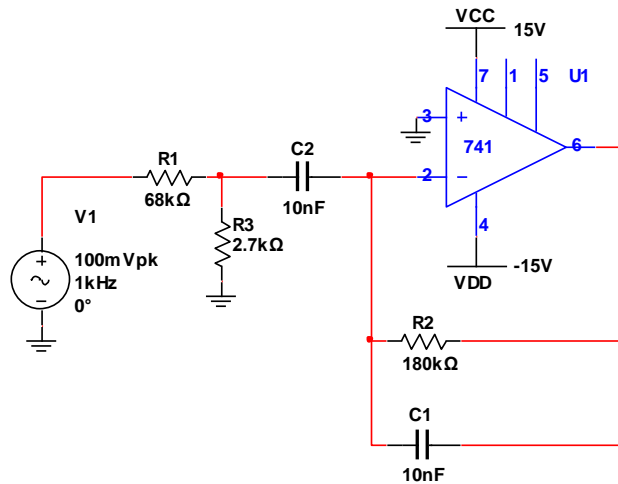 VCC
15V
7
1
5
U1
3
+
741
6
2
−
4
-15V
VDD
C2
10nF
R1
68kΩ
R3
2.7kΩ
V1
+
100mVpk
1kHz
0°
−
R2
180kΩ
C1
10nF